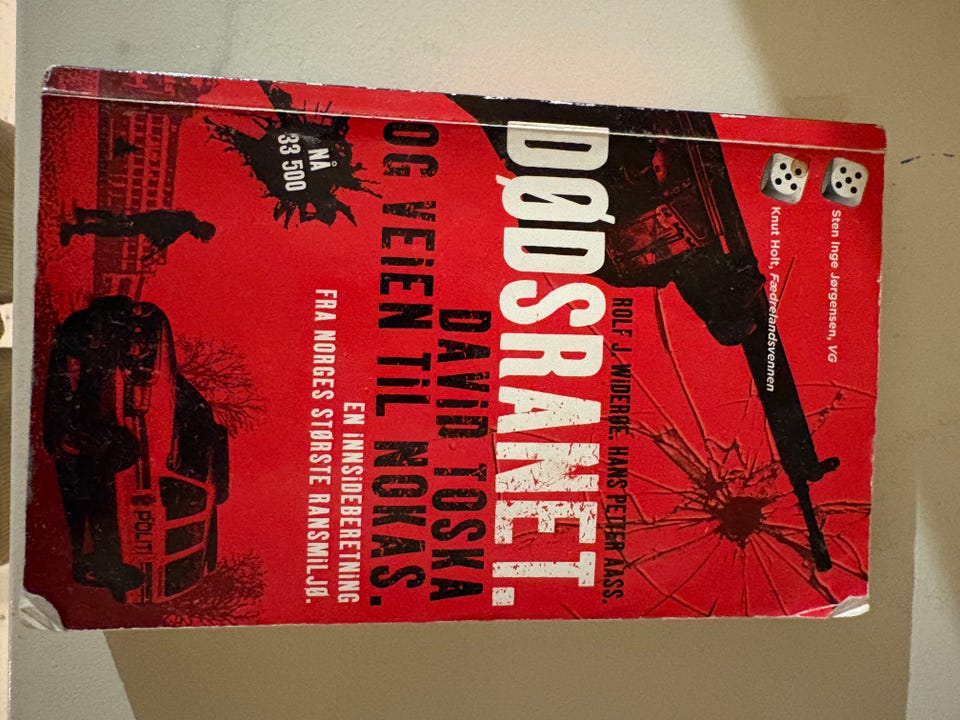 Sten Inge Jørgensen, VG
Knut Holt, Fædrelandsvennen
ROLF J. WiDERØE. HANS PETTER AASS.
DØDSRANET.
DAViD TOSKA
OG VEiEN TiL NOKAS.
EN iNNSiDEBERETNiNG
FRA NORGES STØRSTE RANSMiLJØ.
NÅ
33 500
POLITI